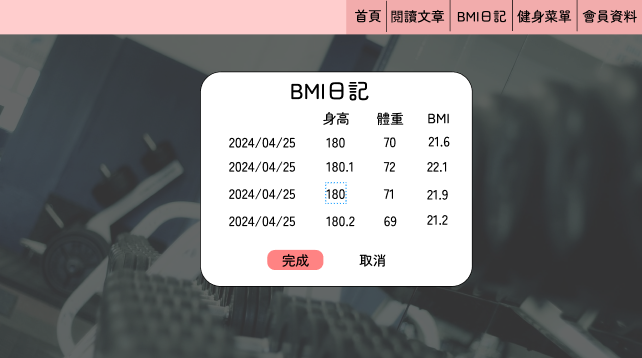 首頁 閱讀文章 BMI日記 健身菜單 會員資料
BMI日記
身高 體重 BMI
2024/04/25 180 70 21.6
2024/04/25 180.1 72 22.1
2024/04/25 180 71 21.9
2024/04/25 180.2 69 21.2
完成 取消